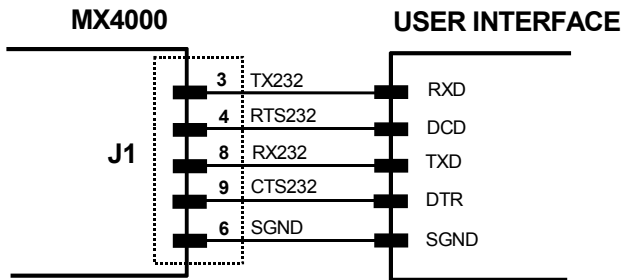 MX4000 USER INTERFACE
3 TX232 RXD
4 RTS232 DCD
J1 8 RX232 TXD
9 CTS232 DTR
6 SGND SGND